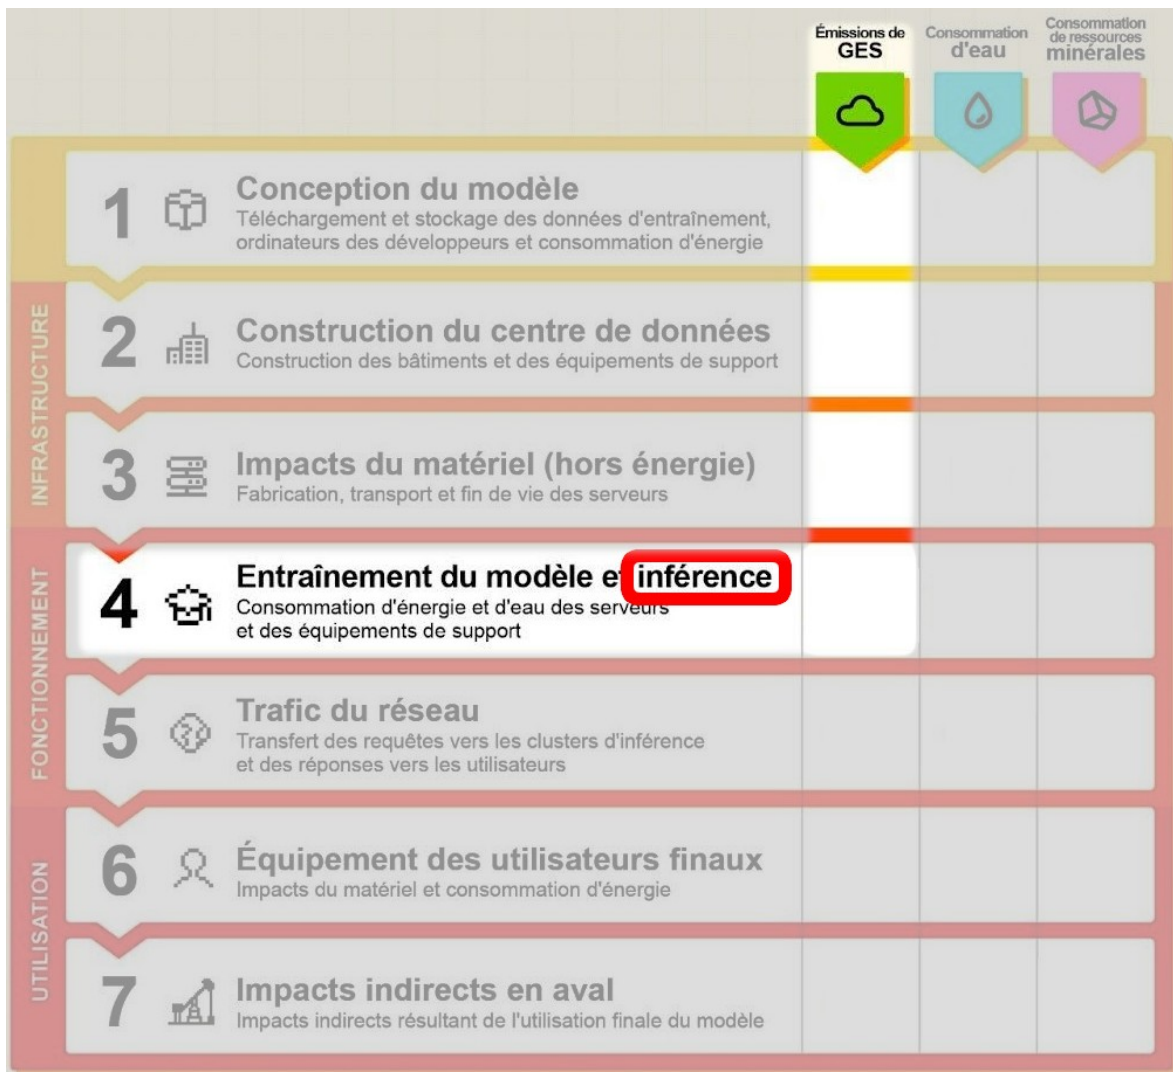 Émissions de
GES
Consommation
d'eau
Consommation
de ressources
minérales
1
Conception du modèle
Téléchargement et stockage des données d'entraînement,
ordinateurs des développeurs et consommation d'énergie
INFRASTRUCTURE
2
Construction du centre de données
Construction des bâtiments et des équipements de support
3
Impacts du matériel (hors énergie)
Fabrication, transport et fin de vie des serveurs
FONCTIONNEMENT
4
Entraînement du modèle et inférence
Consommation d'énergie et d'eau des serveurs
et des équipements de support
5
Trafic du réseau
Transfert des requêtes vers les clusters d'inférence
et des réponses vers les utilisateurs
UTILISATION
6
Équipement des utilisateurs finaux
Impacts du matériel et consommation d'énergie
7
Impacts indirects en aval
Impacts indirects résultant de l'utilisation finale du modèle